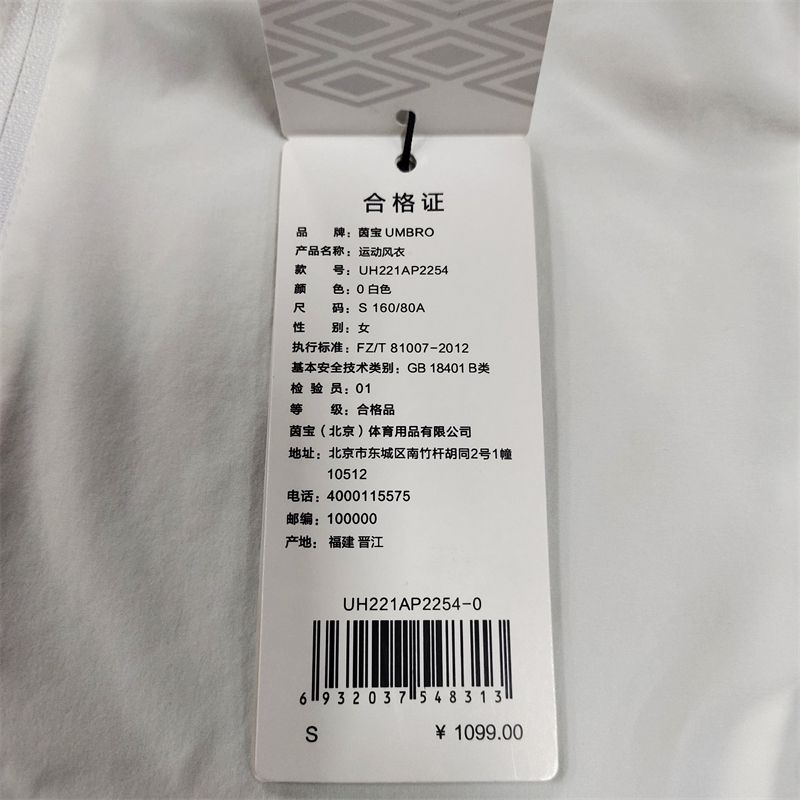 合格证
品 牌：茵宝 UMBRO
产品名称：运动风衣
款 号：UH221AP2254
颜 色：0 白色
尺 码：S 160/80A
性 别：女
执行标准：FZ/T 81007-2012
基本安全技术类别：GB 18401 B类
检 验 员：01
等 级：合格品
茵宝（北京）体育用品有限公司
地址：北京市东城区南竹杆胡同2号1幢
10512
电话：4000115575
邮编：100000
产地：福建 晋江
UH221AP2254-0
6 932037 548313
S ¥ 1099.00